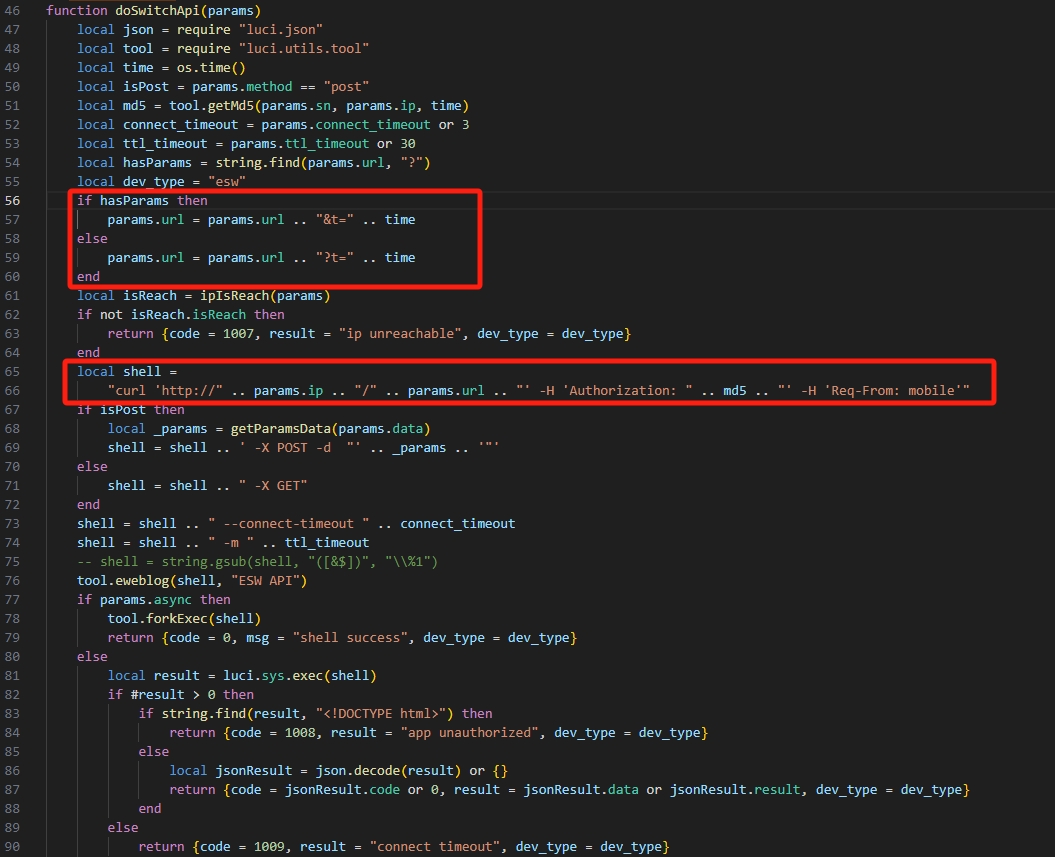 46 function doSwitchApi(params)
47 local json = require "luci.json"
48 local tool = require "luci.utils.tool"
49 local time = os.time()
50 local isPost = params.method == "post"
51 local md5 = tool.getMd5(params.sn, params.ip, time)
52 local connect_timeout = params.connect_timeout or 3
53 local ttl_timeout = params.ttl_timeout or 30
54 local hasParams = string.find(params.url, "?")
55 local dev_type = "esw"
56 if hasParams then
57 params.url = params.url .. "&t=" .. time
58 else
59 params.url = params.url .. "?t=" .. time
60 end
61 local isReach = ipIsReach(params)
62 if not isReach.isReach then
63 return {code = 1007, result = "ip unreachable", dev_type = dev_type}
64 end
65 local shell =
66 "curl 'http://" .. params.ip .. "/" .. params.url .. "' -H 'Authorization: " .. md5 .. "' -H 'Req-From: mobile'"
67 if isPost then
68 local _params = getParamsData(params.data)
69 shell = shell .. ' -X POST -d  "' .. _params .. '"'
70 else
71 shell = shell .. " -X GET"
72 end
73 shell = shell .. " --connect-timeout " .. connect_timeout
74 shell = shell .. " -m " .. ttl_timeout
75 -- shell = string.gsub(shell, "([&$])", "\\%1")
76 tool.eweblog(shell, "ESW API")
77 if params.async then
78 tool.forkExec(shell)
79 return {code = 0, msg = "shell success", dev_type = dev_type}
80 else
81 local result = luci.sys.exec(shell)
82 if #result > 0 then
83 if string.find(result, "<!DOCTYPE html>") then
84 return {code = 1008, result = "app unauthorized", dev_type = dev_type}
85 else
86 local jsonResult = json.decode(result) or {}
87 return {code = jsonResult.code or 0, result = jsonResult.data or jsonResult.result, dev_type = dev_type}
88 end
89 else
90 return {code = 1009, result = "connect timeout", dev_type = dev_type}